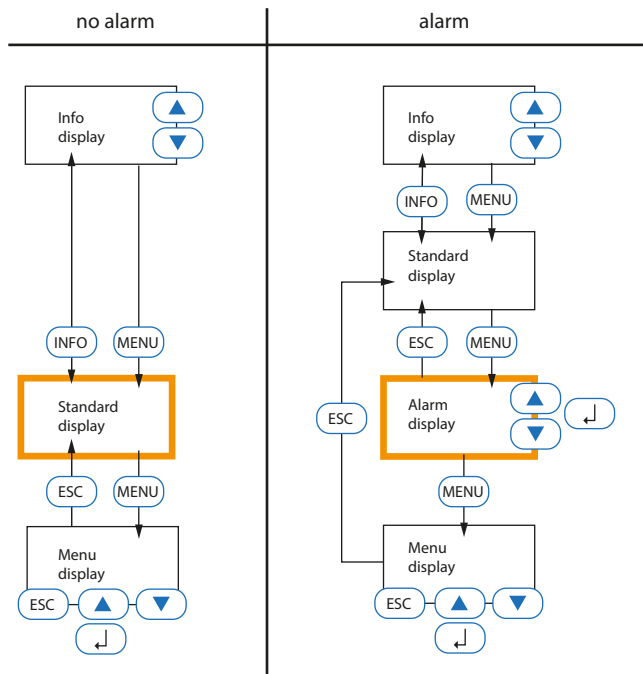 no alarm
alarm
Info
display
INFO
MENU
Standard
display
ESC
MENU
Menu
display
ESC
Info
display
INFO
MENU
Standard
display
ESC
MENU
ESC
Alarm
display
MENU
Menu
display
ESC